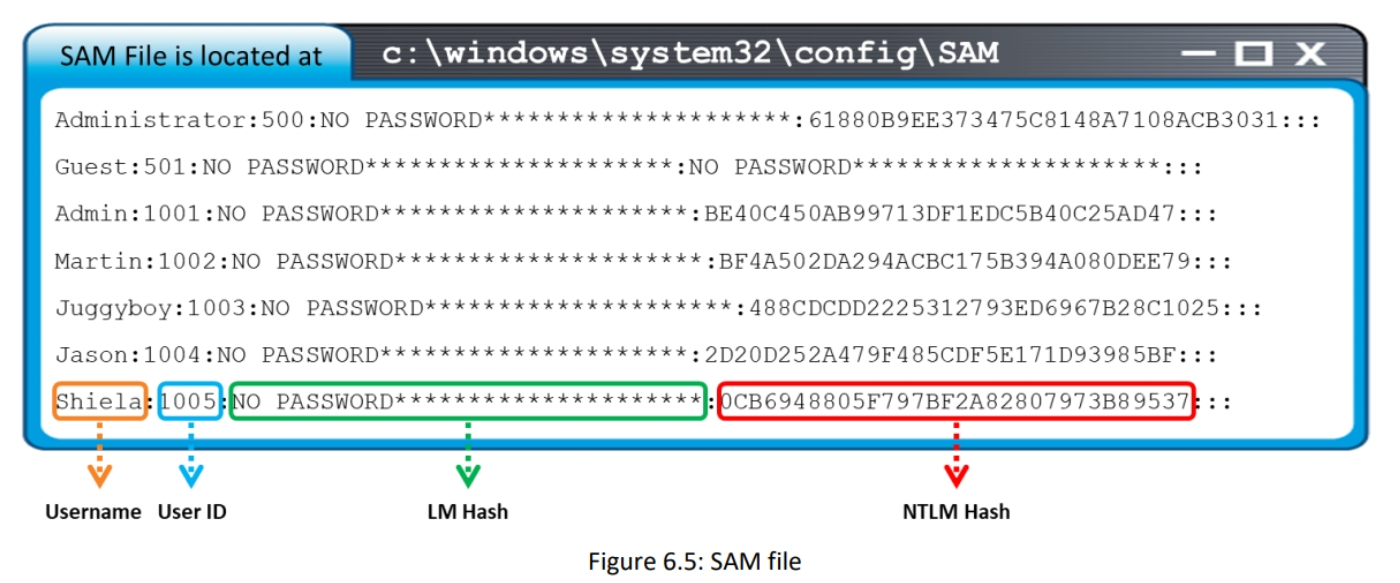 SAM File is located at c:\windows\system32\config\SAM
Administrator:500:NO PASSWORD*********************:61880B9EE373475C8148A7108ACB3031:::
Guest:501:NO PASSWORD*********************:NO PASSWORD*********************:::
Admin:1001:NO PASSWORD*********************:BE40C450AB99713DF1EDC5B40C25AD47:::
Martin:1002:NO PASSWORD*********************:BF4A502DA294ACBC175B394A080DEE79:::
Juggyboy:1003:NO PASSWORD*********************:488CDCDD2225312793ED6967B28C1025:::
Jason:1004:NO PASSWORD*********************:2D20D252A479F485CDF5E171D93985BF:::
Shiela:1005:NO PASSWORD*********************:0CB6948805F797BF2A82807973B89537:::
Username User ID LM Hash NTLM Hash
Figure 6.5: SAM file